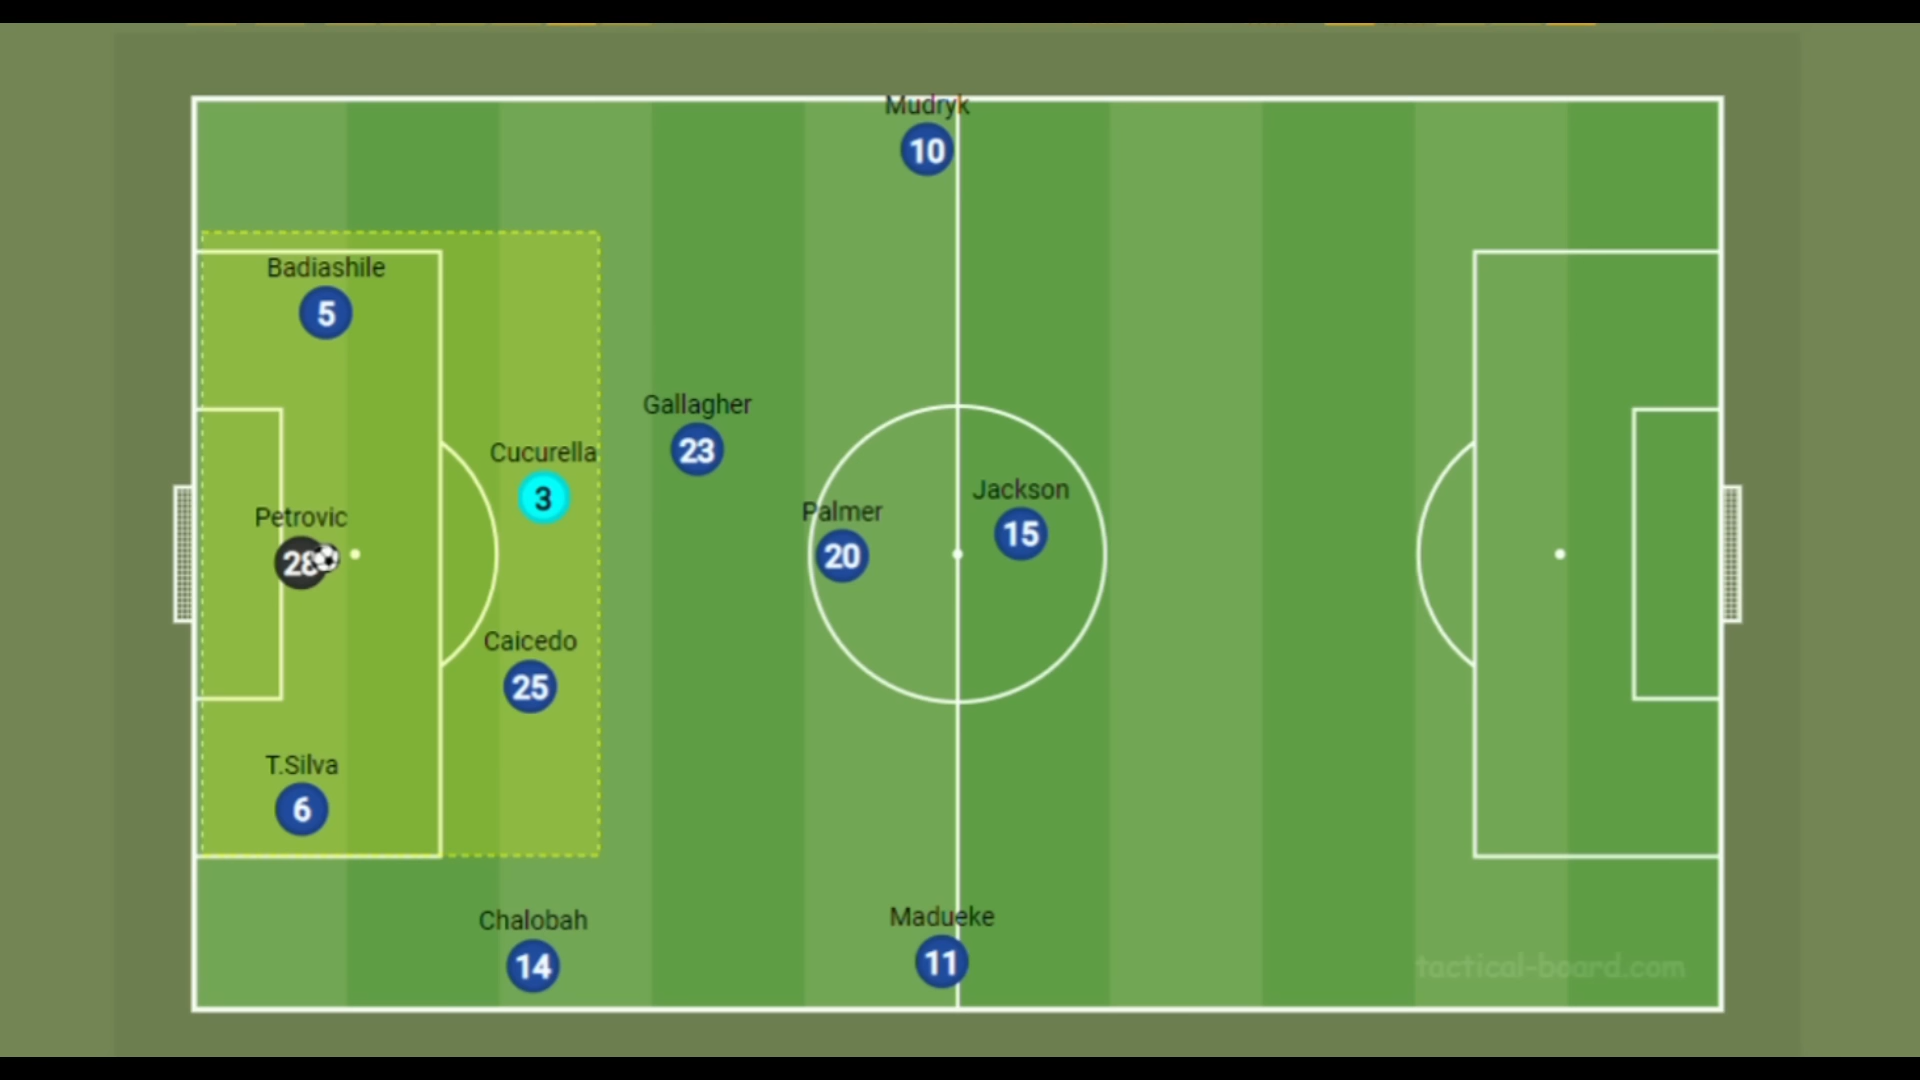 Mudryk
10
Badiashile
5
Gallagher
23
Cucurella
3
Jackson
15
Palmer
20
Petrovic
28
Caicedo
25
T.Silva
6
Chalobah
14
Madueke
11
tactical-board.com